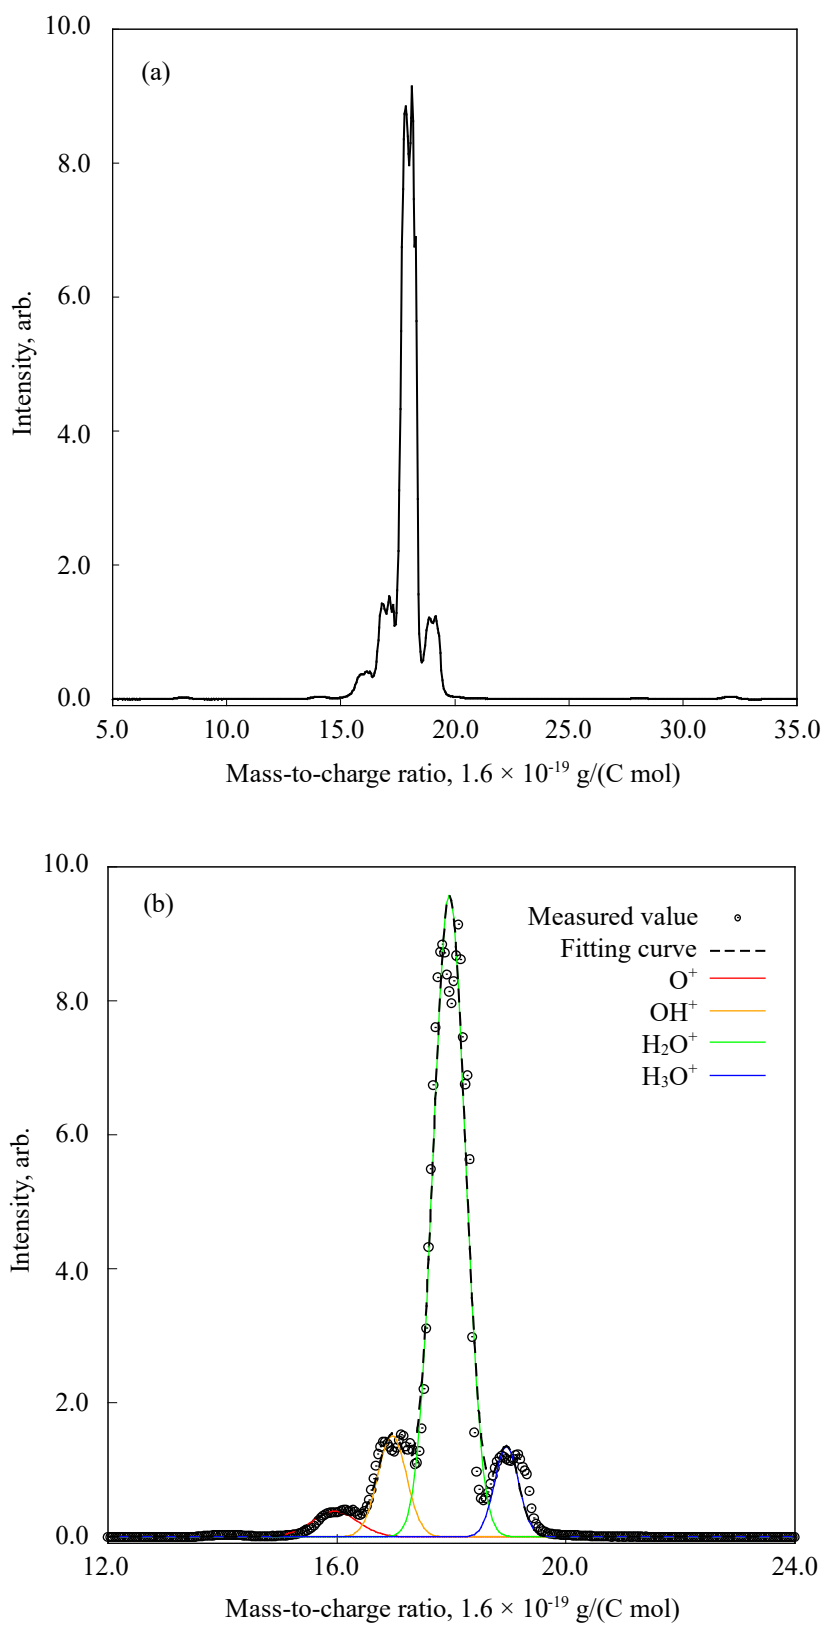 10.0
(a)
8.0
6.0
4.0
2.0
0.0
Intensity, arb.
5.0 10.0 15.0 20.0 25.0 30.0 35.0
Mass-to-charge ratio, 1.6 × 10⁻¹⁹ g/(C mol)
10.0
(b)
Measured value
Fitting curve
O⁺
OH⁺
H₂O⁺
H₃O⁺
8.0
6.0
4.0
2.0
0.0
Intensity, arb.
12.0 16.0 20.0 24.0
Mass-to-charge ratio, 1.6 × 10⁻¹⁹ g/(C mol)